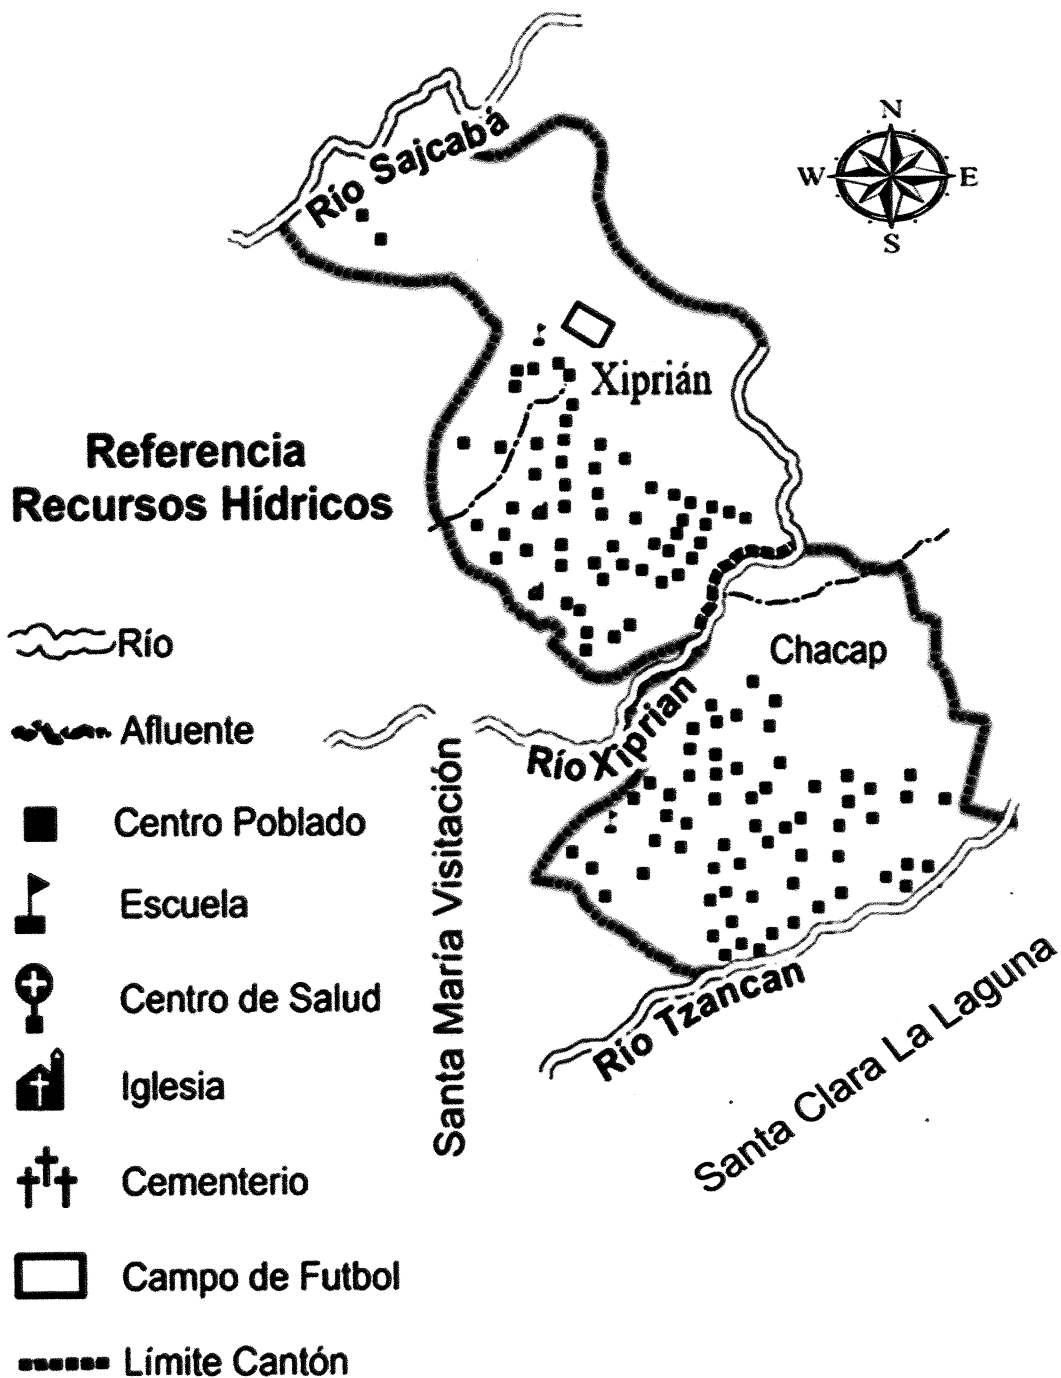 N
W
E
S
Río Sajcabá
Xiprián
Referencia
Recursos Hídricos
Río
Chacap
Afluente
Río Xiprian
Centro Poblado
Escuela
Centro de Salud
Iglesia
Cementerio
Campo de Futbol
Límite Cantón
Santa María Visitación
Río Tzancan
Santa Clara La Laguna